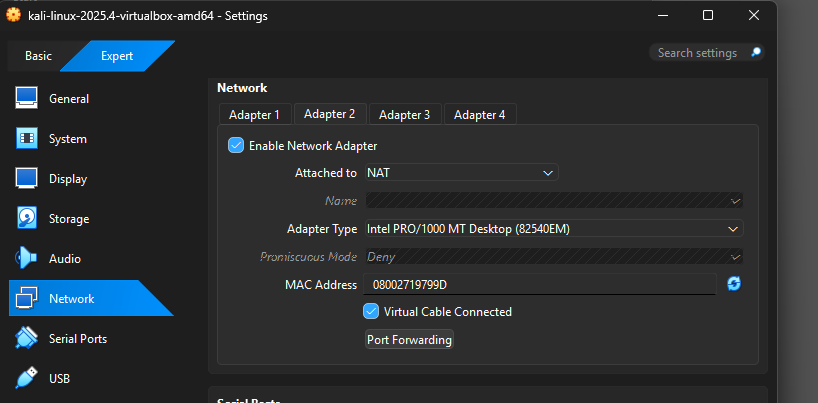 kali-linux-2025.4-virtualbox-amd64 - Settings
Basic
Expert
Search settings
General
System
Display
Storage
Audio
Network
Serial Ports
USB
Network
Adapter 1
Adapter 2
Adapter 3
Adapter 4
Enable Network Adapter
Attached to NAT
Name
Adapter Type Intel PRO/1000 MT Desktop (82540EM)
Promiscuous Mode Deny
MAC Address 08002719799D
Virtual Cable Connected
Port Forwarding
Serial Ports